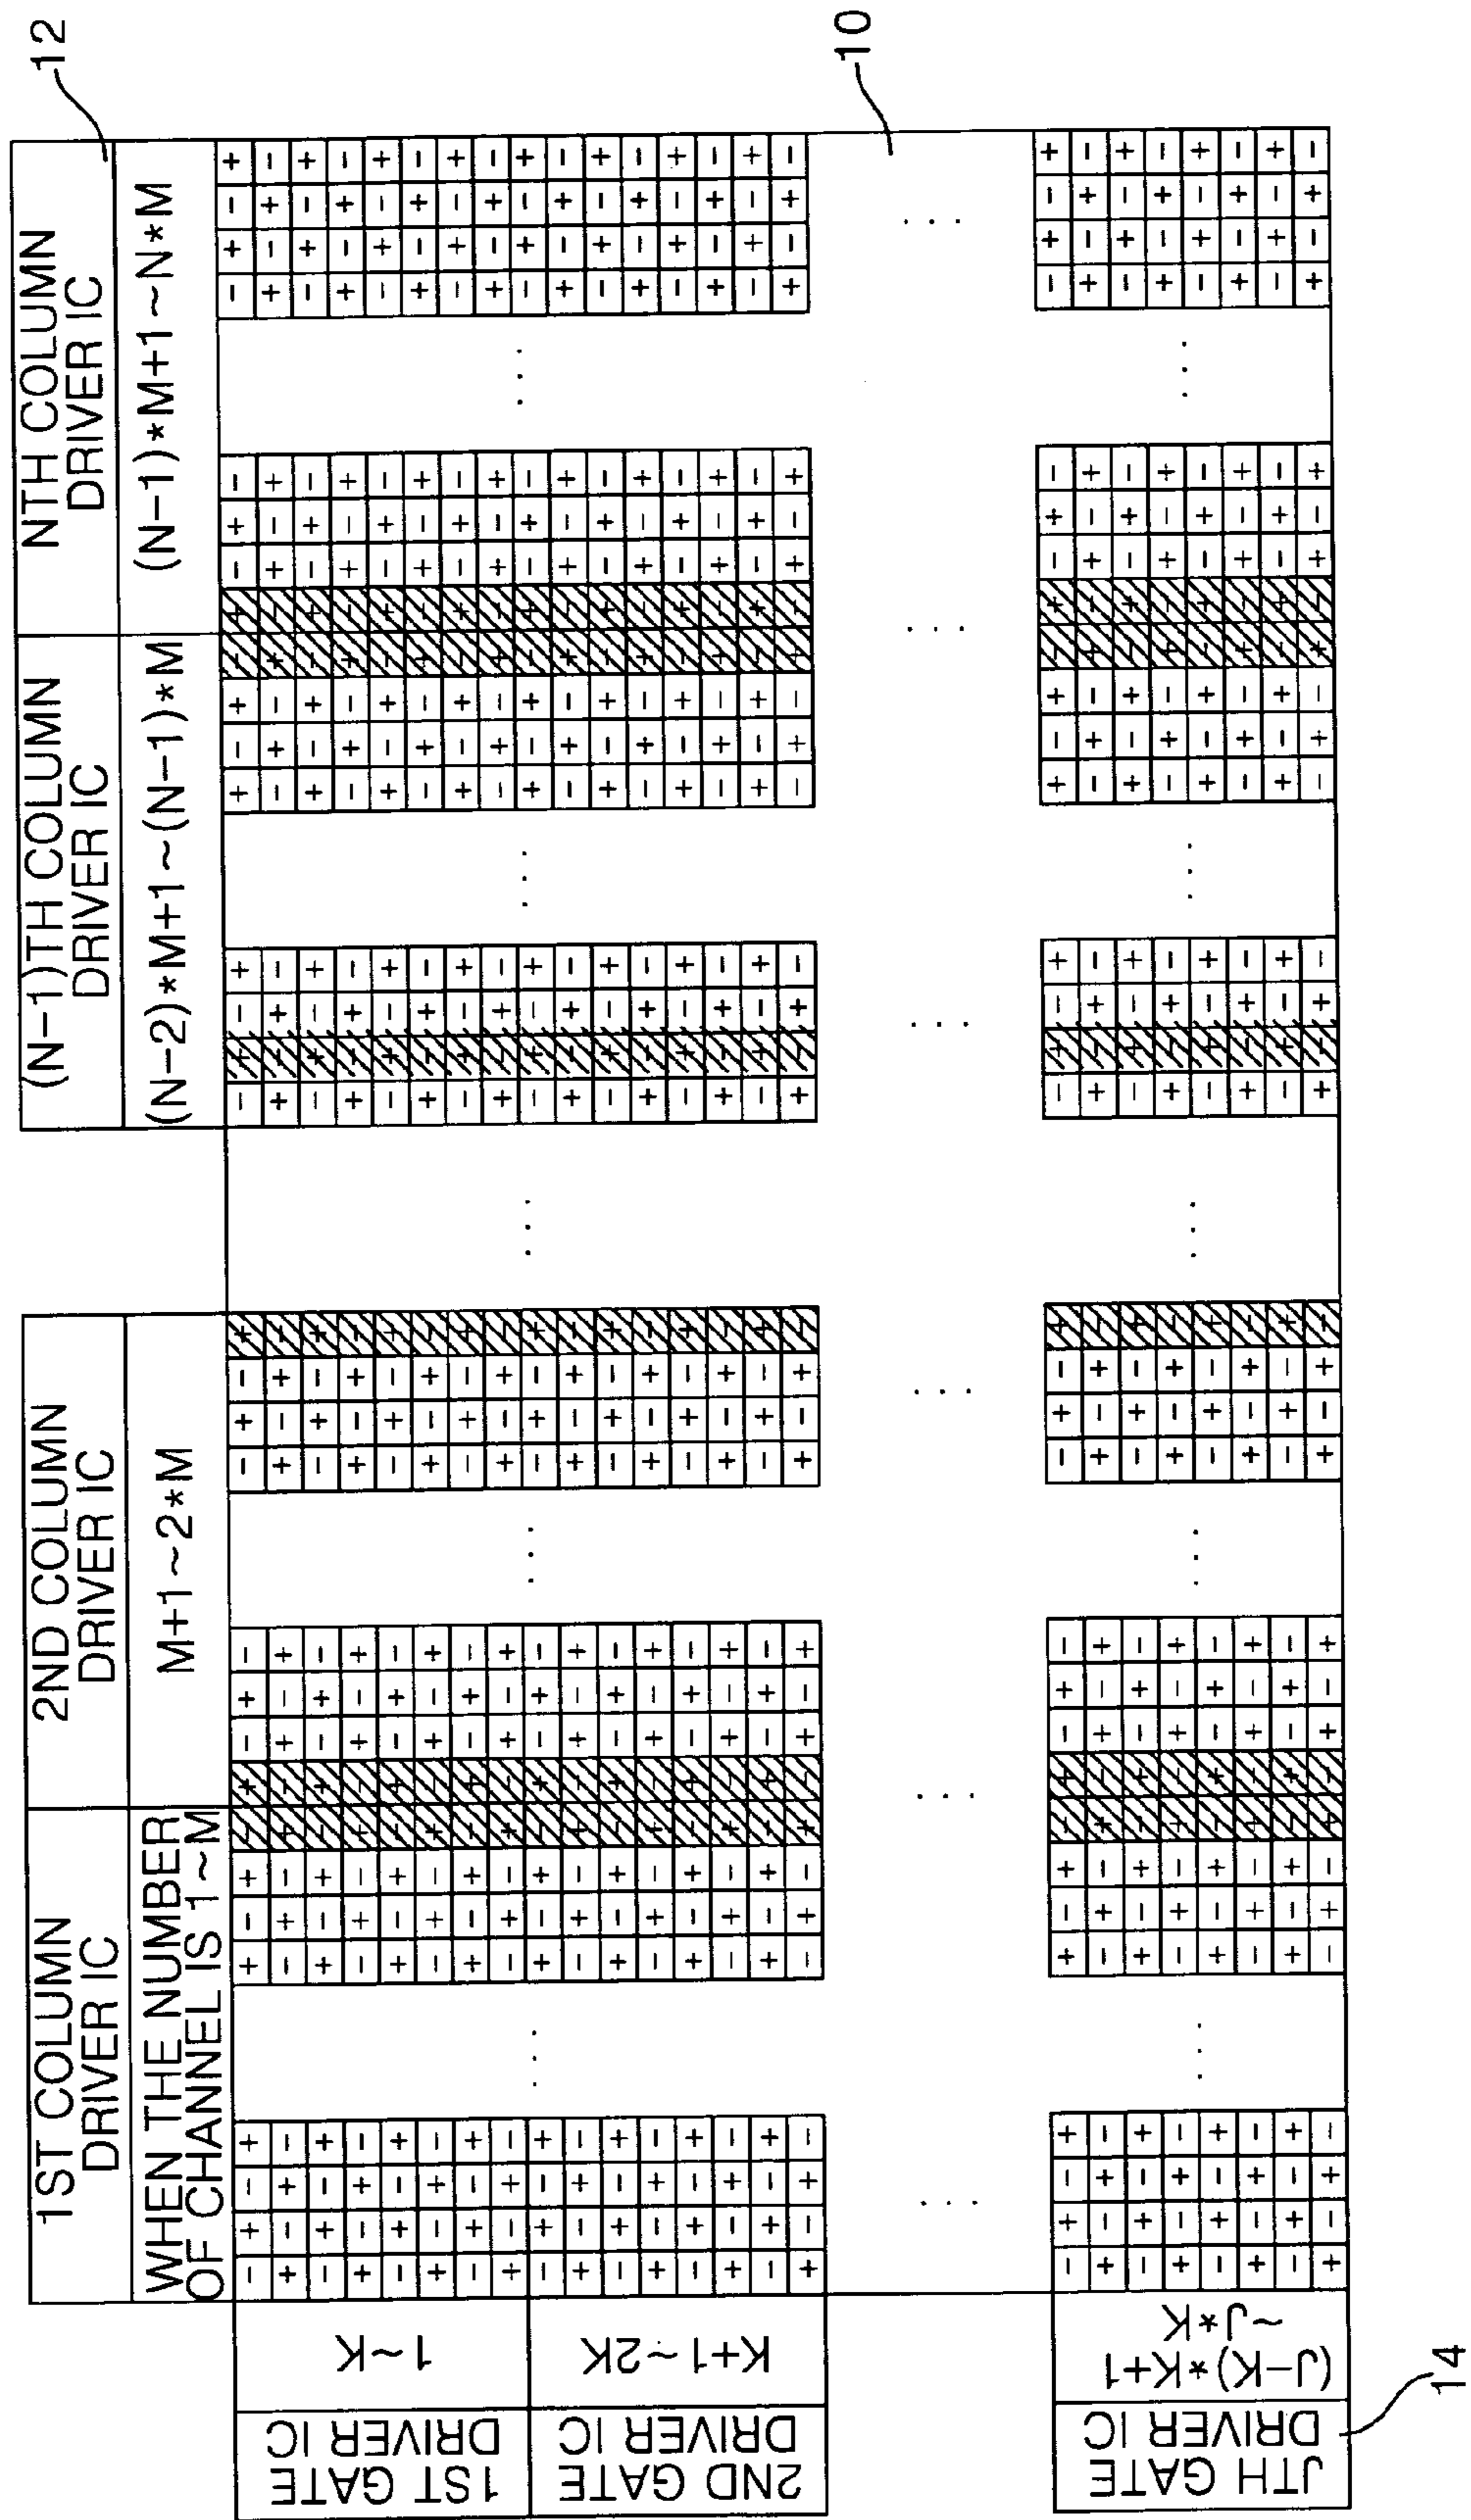 1ST COLUMN
DRIVER IC
2ND COLUMN
DRIVER IC
(N-1)TH COLUMN
DRIVER IC
NTH COLUMN
DRIVER IC
12
WHEN THE NUMBER
OF CHANNEL IS 1~M
M+1~2*M
(N-2)*M+1~(N-1)*M
(N-1)*M+1~N*M
1ST GATE
DRIVER IC
1~K
2ND GATE
DRIVER IC
K+1~2K
10
JTH GATE
DRIVER IC
(J-K)*K+1
~J*K
14